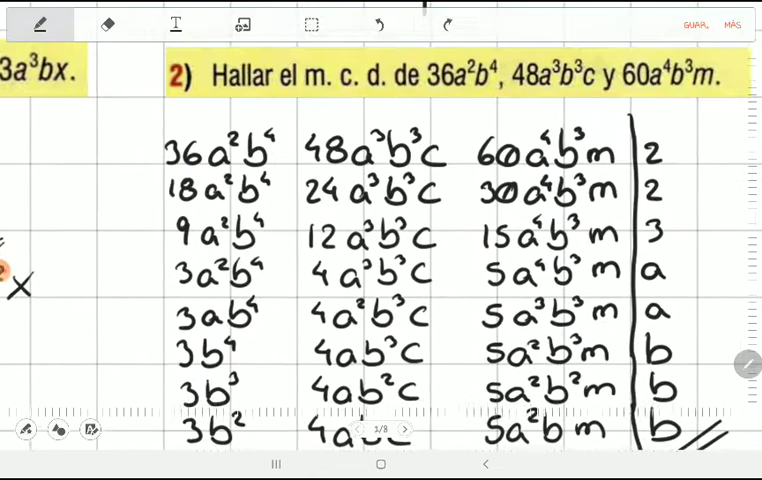 GUAR. MÁS
3a³bx.
2) Hallar el m. c. d. de 36a²b⁴, 48a³b³c y 60a⁴b³m.
36a²b⁴ 48a³b³c 60a⁴b³m | 2
18a²b⁴ 24a³b³c 30a⁴b³m | 2
9a²b⁴ 12a³b³c 15a⁴b³m | 3
3a²b⁴ 4a³b³c 5a⁴b³m | a
x
3ab⁴ 4a²b³c 5a³b³m | a
3b⁴ 4ab³c 5a²b³m | b
3b³ 4ab²c 5a²b²m | b
3b² 5a²bm | b
1/8